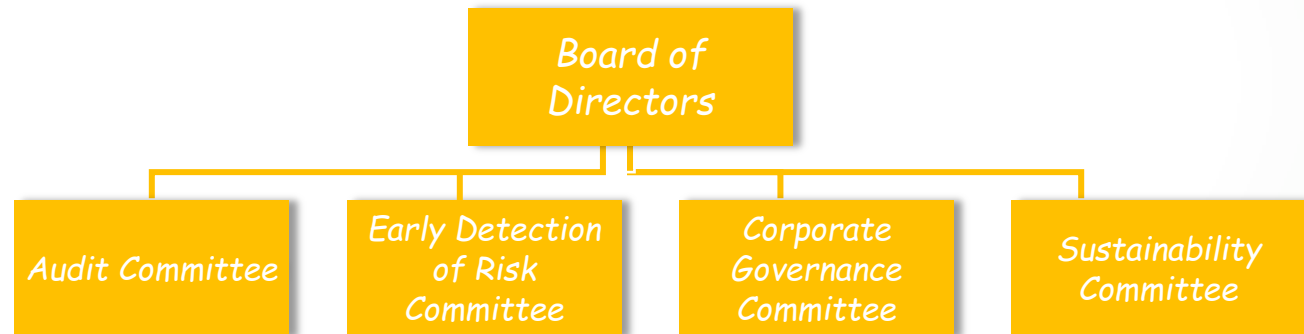 Board of
Directors
Audit Committee
Early Detection
of Risk
Committee
Corporate
Governance
Committee
Sustainability
Committee